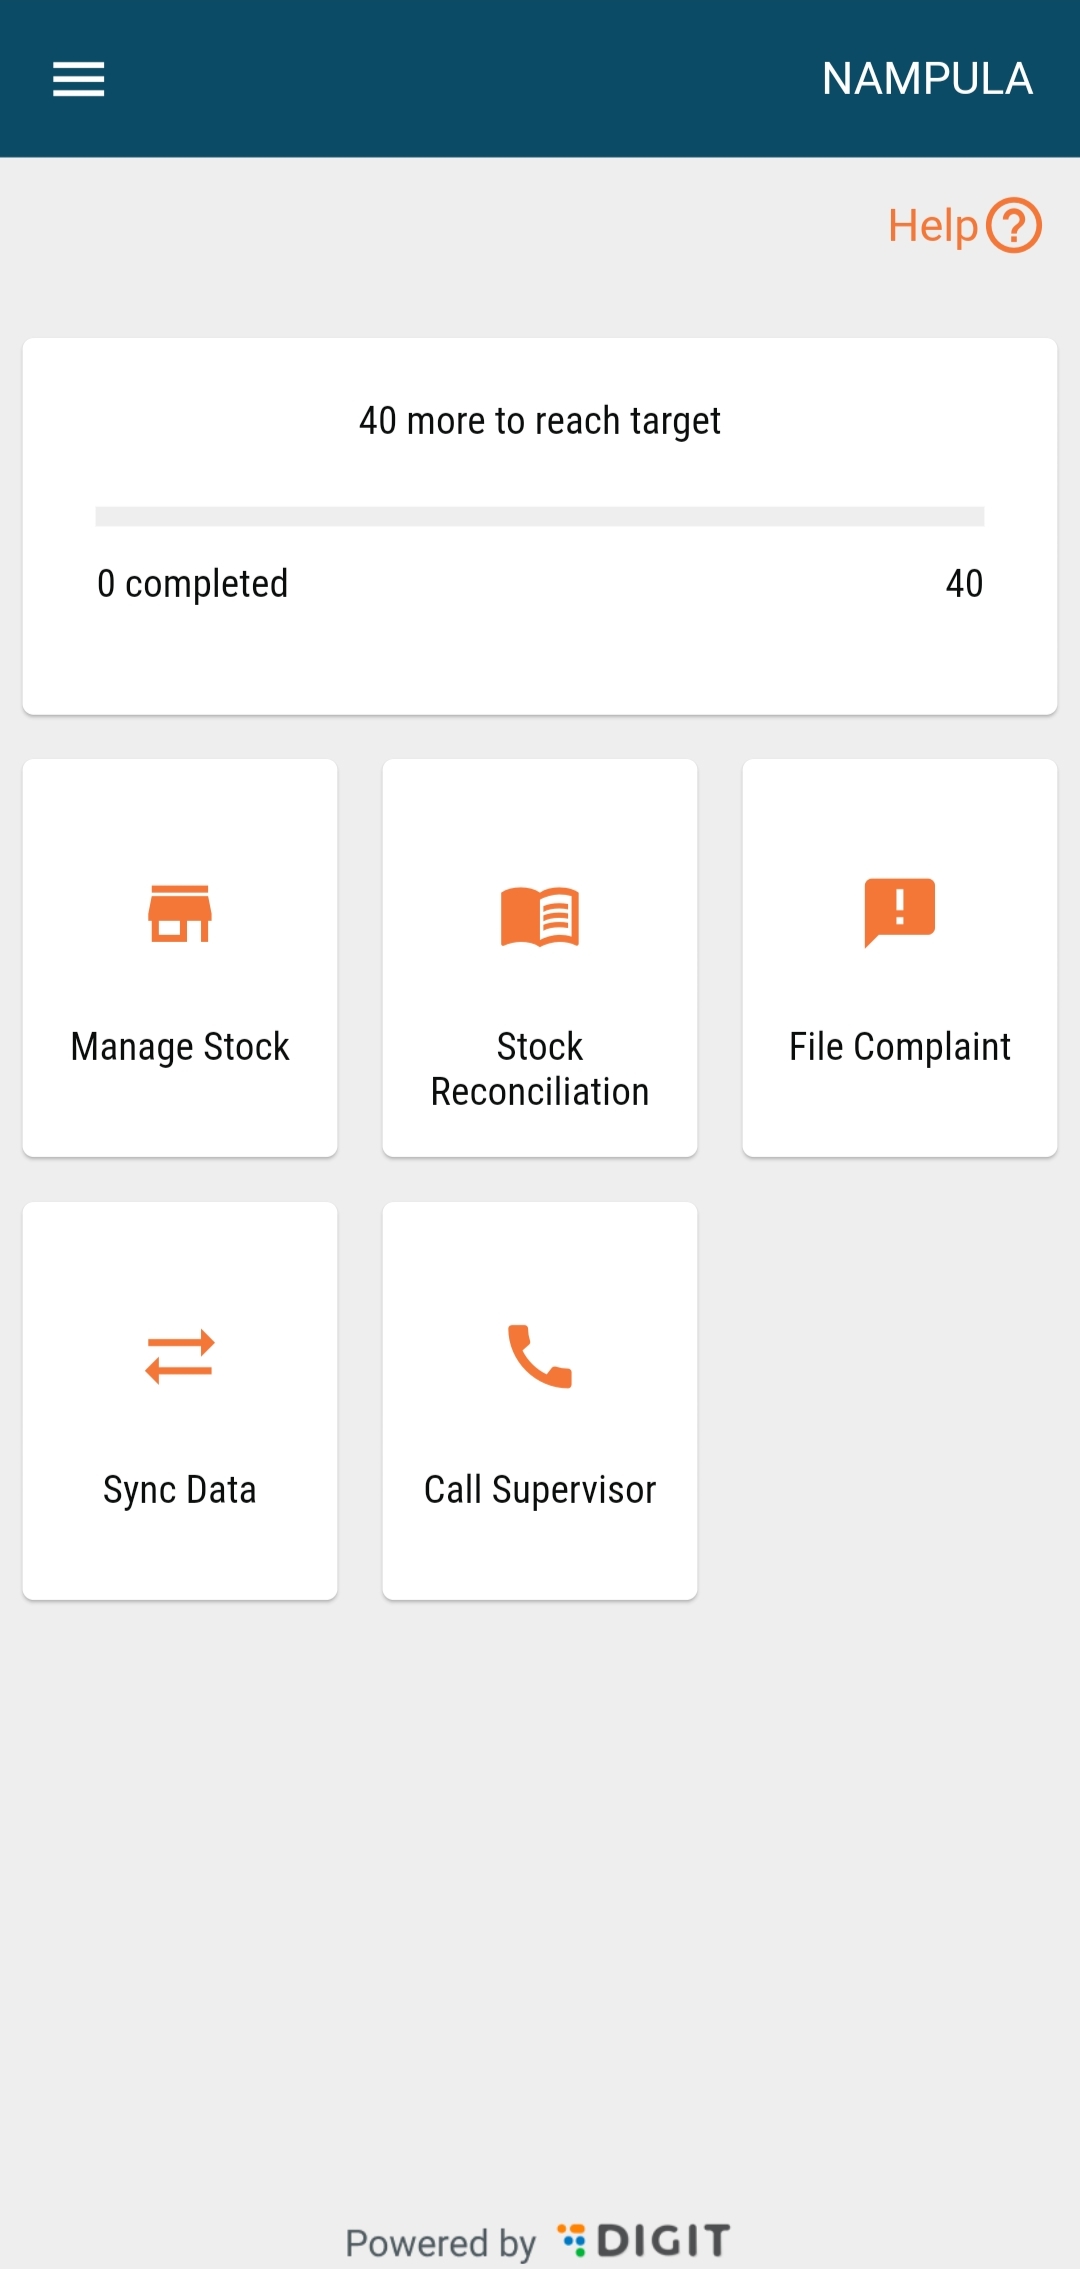 NAMPULA
Help
40 more to reach target
0 completed
40
Manage Stock
Stock
Reconciliation
File Complaint
Sync Data
Call Supervisor
Powered by DIGIT